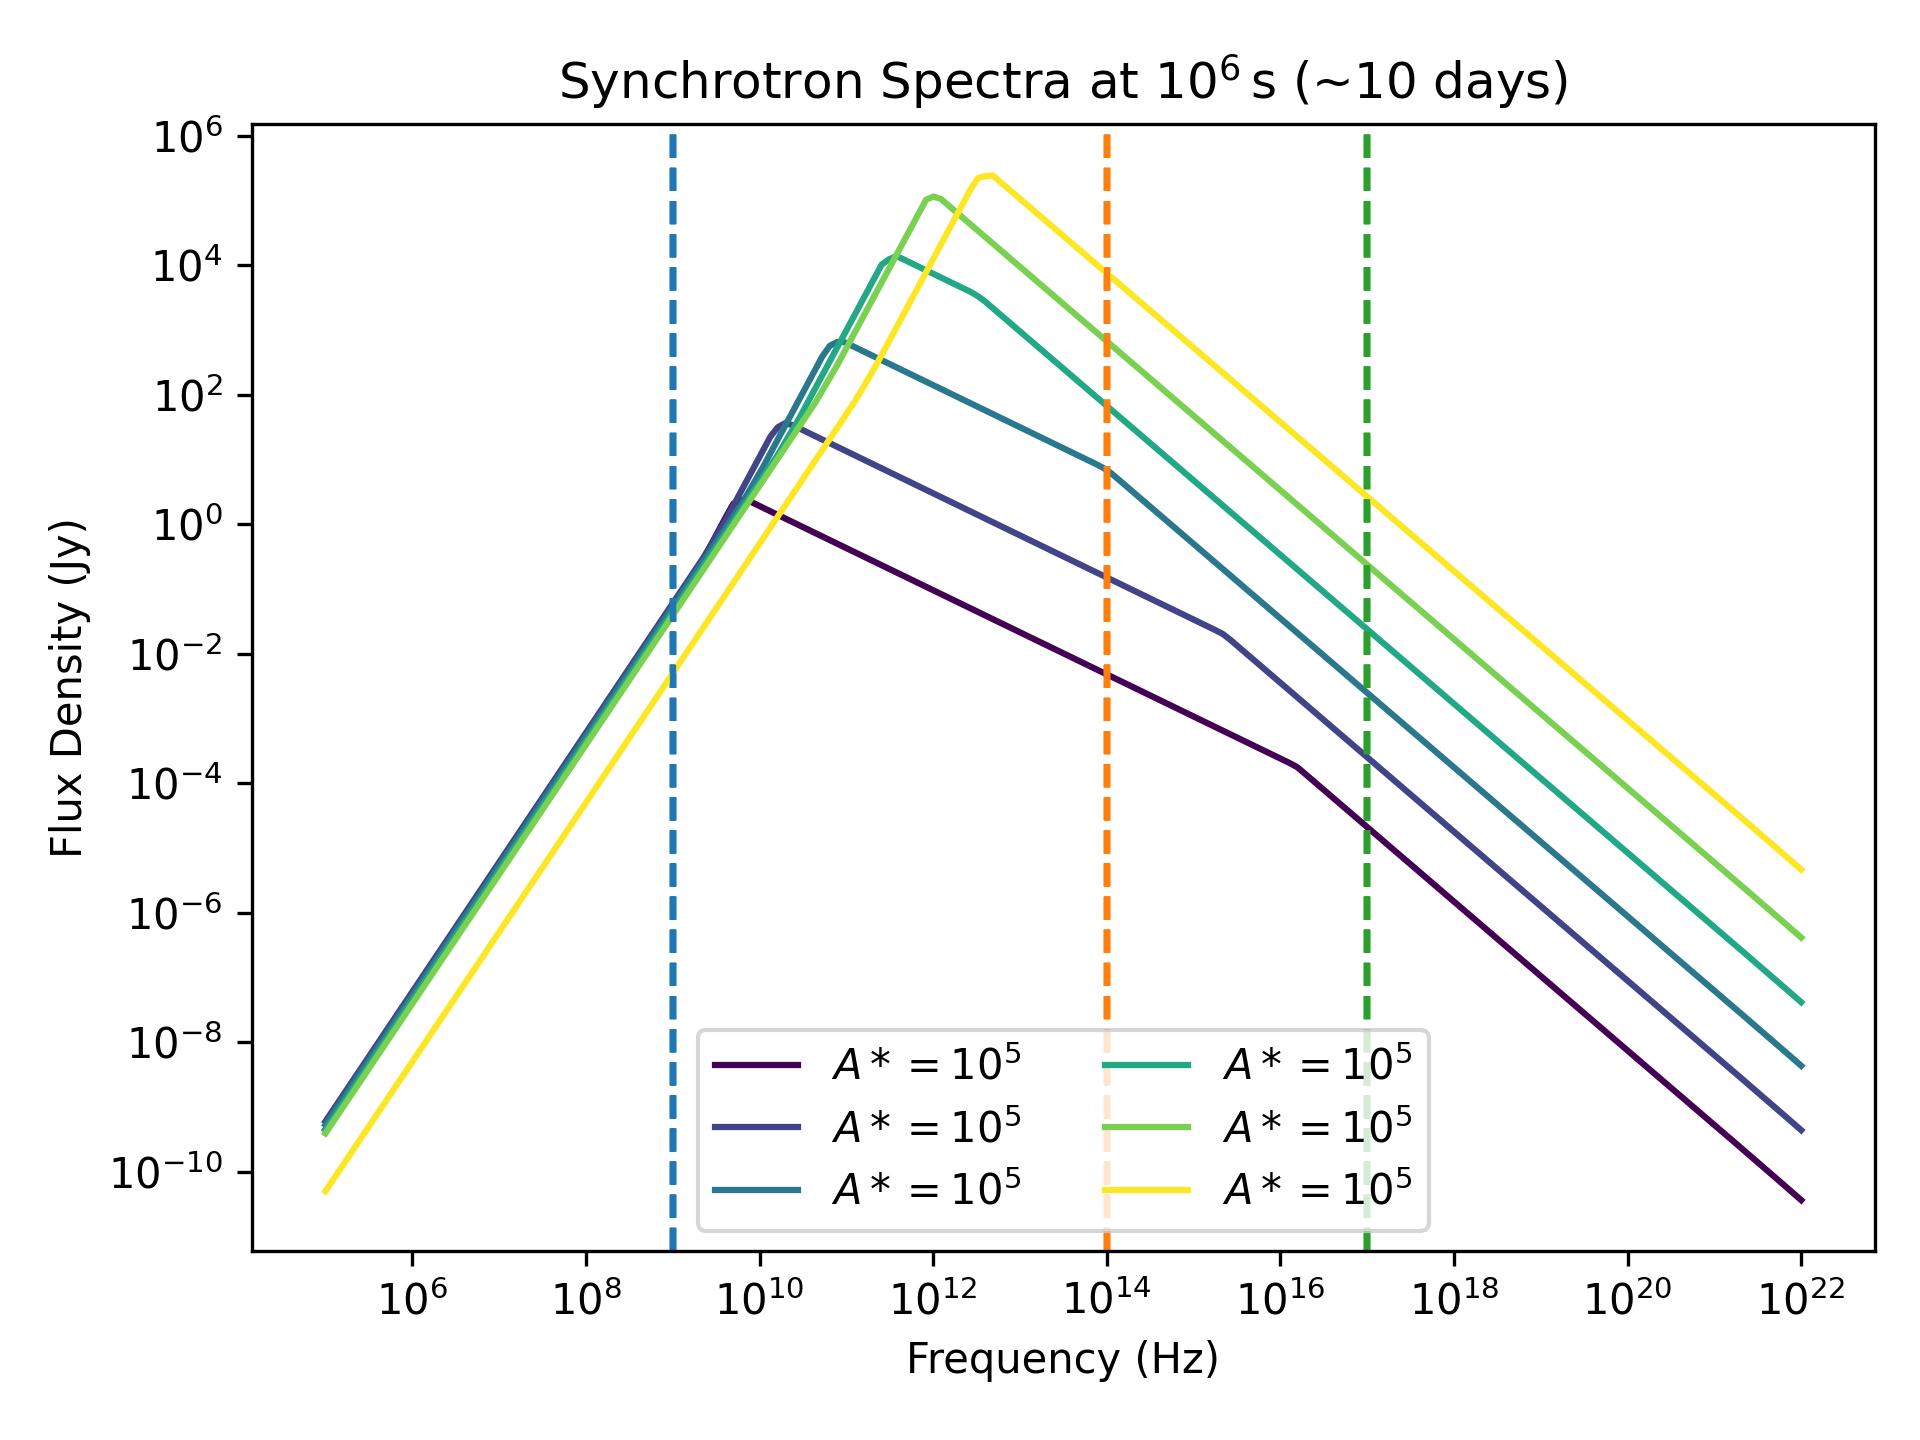 Synchrotron Spectra at 10⁶ s (~10 days)
Flux Density (Jy)
10⁶
10⁴
10²
10⁰
10⁻²
10⁻⁴
10⁻⁶
10⁻⁸
10⁻¹⁰
A* = 10⁵ A* = 10⁵
A* = 10⁵ A* = 10⁵
A* = 10⁵ A* = 10⁵
10⁶ 10⁸ 10¹⁰ 10¹² 10¹⁴ 10¹⁶ 10¹⁸ 10²⁰ 10²²
Frequency (Hz)